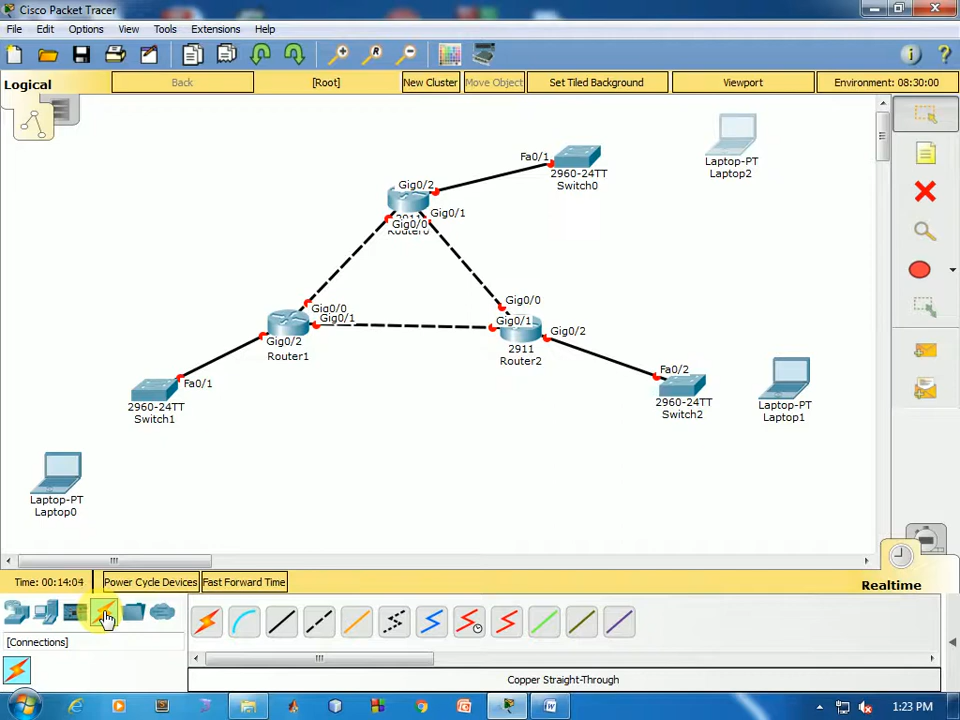 Cisco Packet Tracer
File Edit Options View Tools Extensions Help
Logical
Back
[Root]
New Cluster
Move Object
Set Tiled Background
Viewport
Environment: 08:30:00
Fa0/1
2960-24TT
Switch0
Laptop-PT
Laptop2
Gig0/2
Gig0/1
2911
Gig0/0
Router0
Gig0/0
Gig0/1
Gig0/2
Router1
Gig0/0
Gig0/1
Gig0/2
2911
Router2
Fa0/1
2960-24TT
Switch1
Fa0/2
2960-24TT
Switch2
Laptop-PT
Laptop1
Laptop-PT
Laptop0
Time: 00:14:04
Power Cycle Devices
Fast Forward Time
Realtime
[Connections]
Copper Straight-Through
1:23 PM